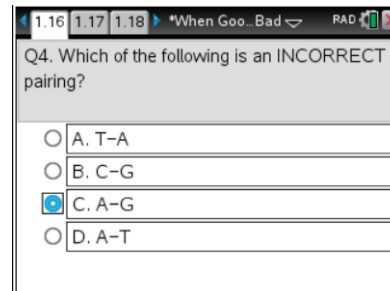 1.16 1.17 1.18 *When Goo...Bad RAD
Q4. Which of the following is an INCORRECT
pairing?
A. T-A
B. C-G
C. A-G
D. A-T